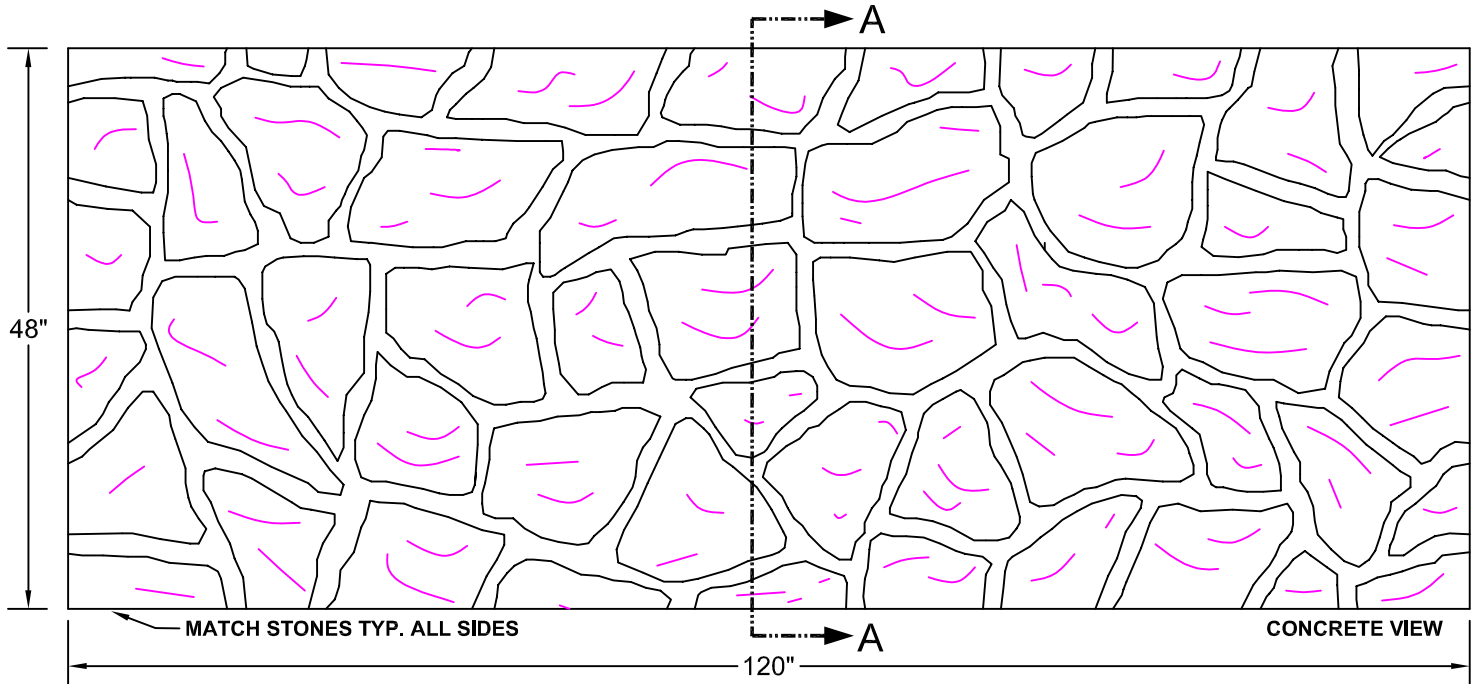 A
48"
MATCH STONES TYP. ALL SIDES
A
CONCRETE VIEW
120"